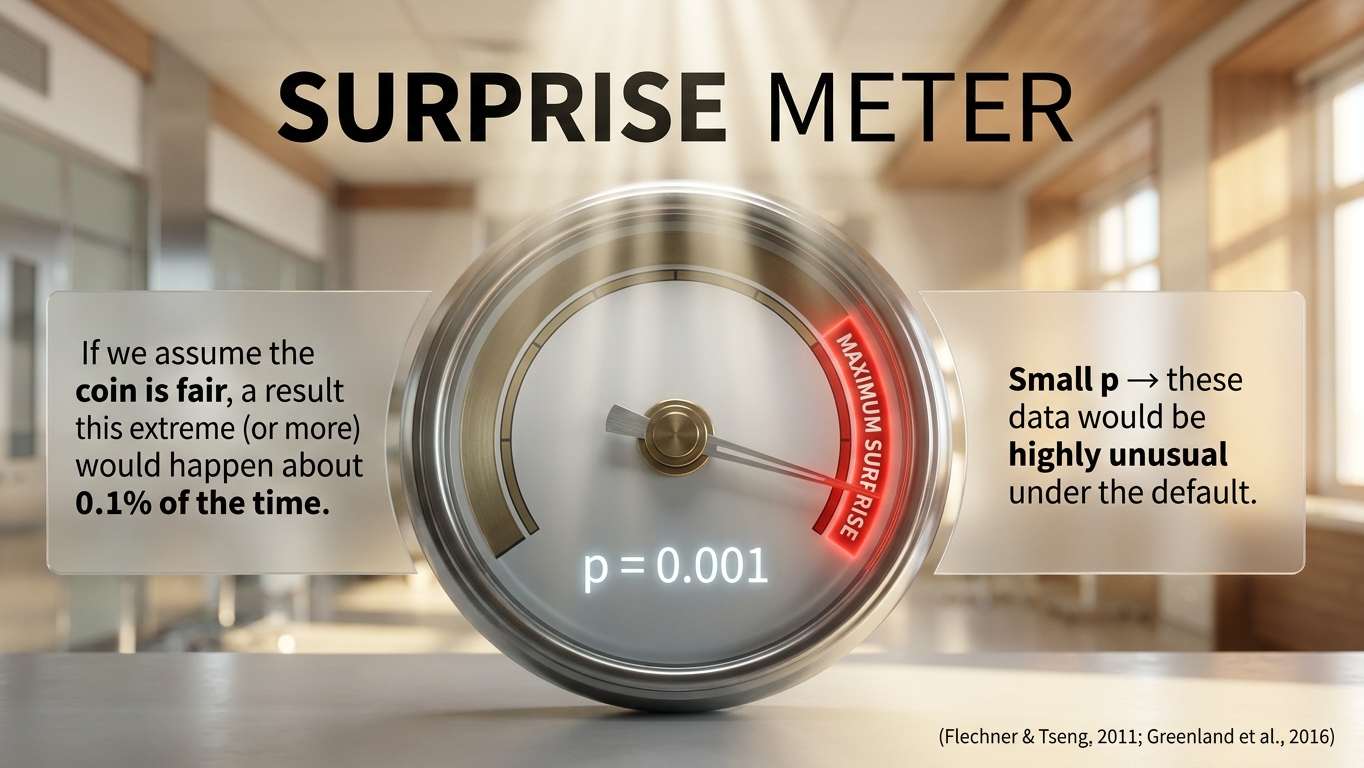 SURPRISE METER
If we assume the
coin is fair, a result
this extreme (or more)
would happen about
0.1% of the time.
MAXIMUM SURPRISE
p = 0.001
Small p → these
data would be
highly unusual
under the default.
(Flechner & Tseng, 2011; Greenland et al., 2016)